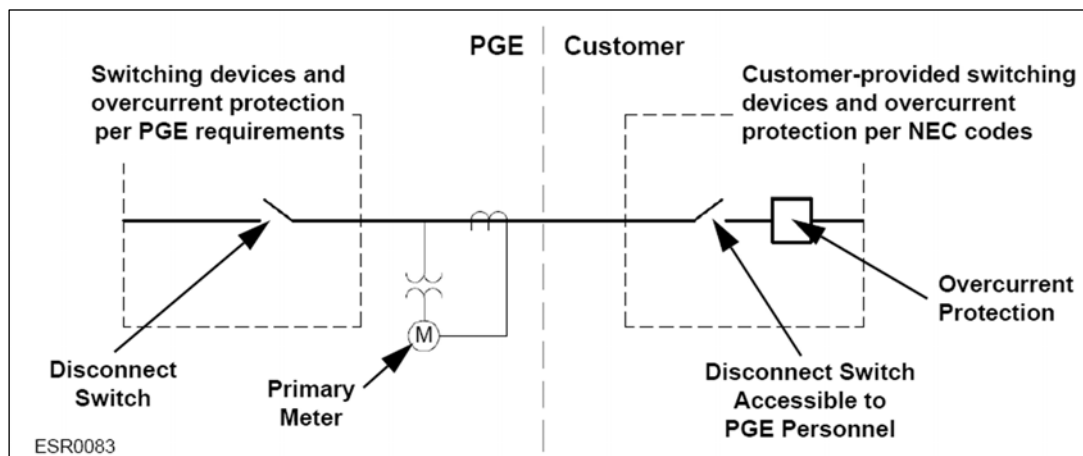 PGE
Customer
Switching devices and
overcurrent protection
per PGE requirements
Customer-provided switching
devices and overcurrent
protection per NEC codes
M
Overcurrent
Protection
Disconnect
Switch
Primary
Meter
Disconnect Switch
Accessible to
PGE Personnel
ESR0083